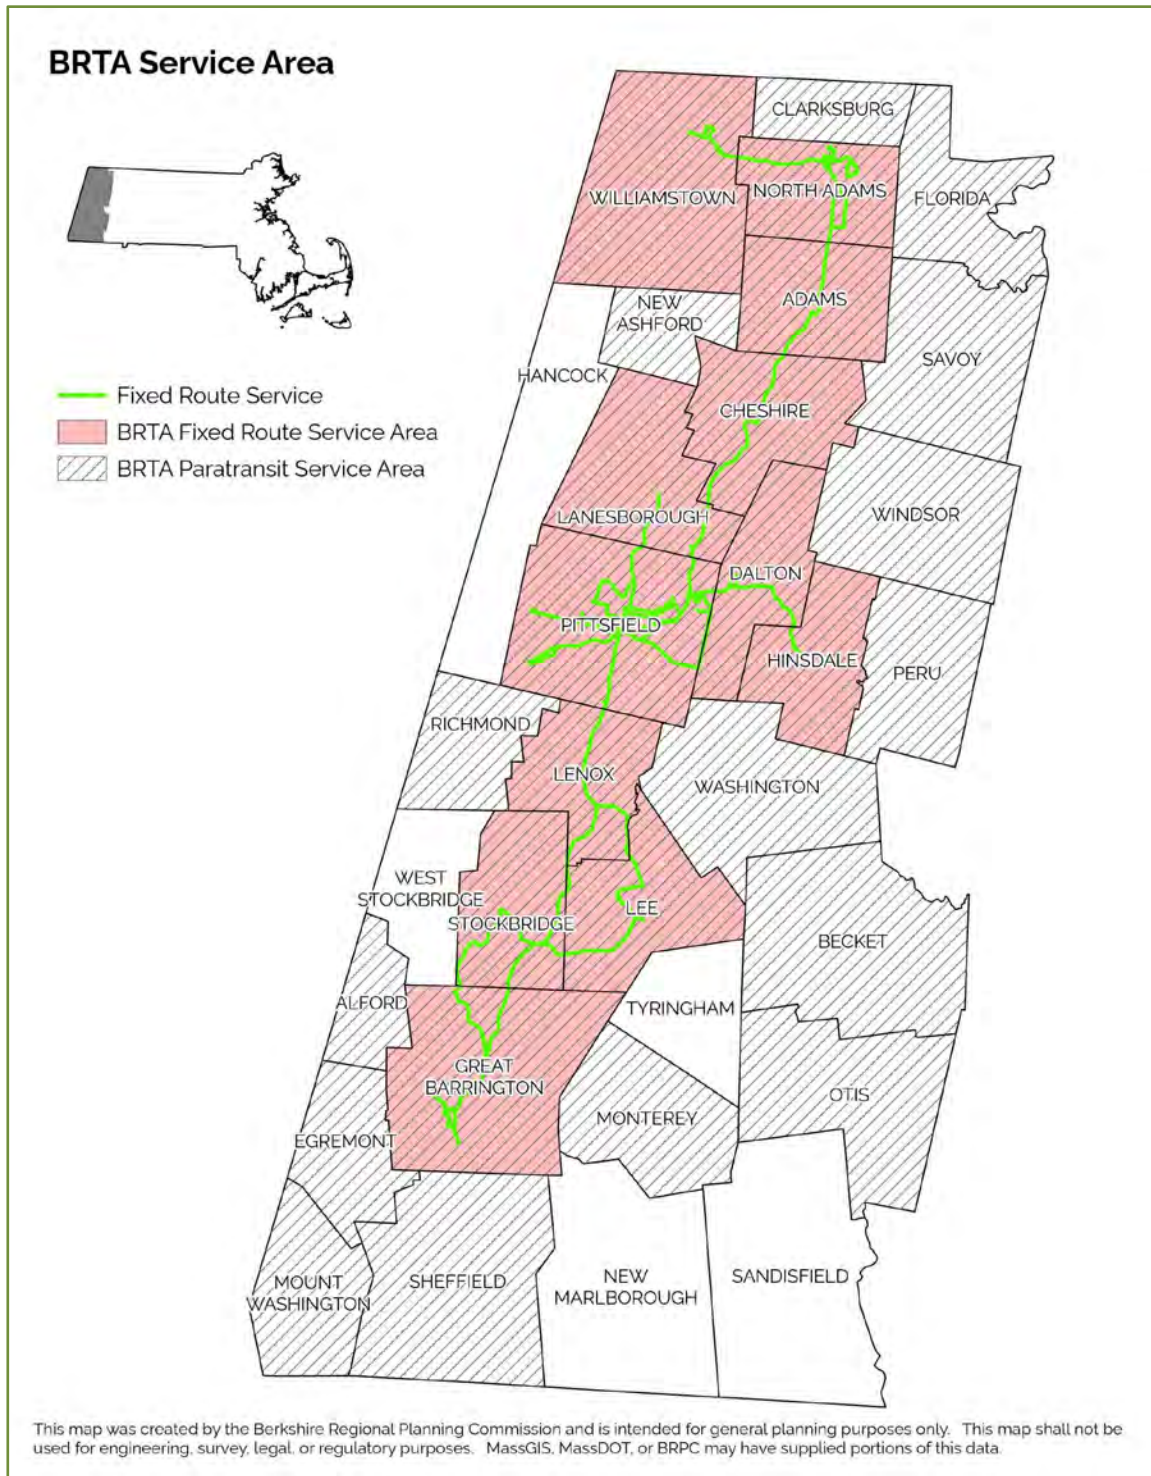 BRTA Service Area
CLARKSBURG
WILLIAMSTOWN
NORTH ADAMS
FLORIDA
ADAMS
NEW
ASHFORD
SAVOY
HANCOCK
Fixed Route Service
CHESHIRE
BRTA Fixed Route Service Area
BRTA Paratransit Service Area
LANESBOROUGH
WINDSOR
DALTON
PITTSFIELD
HINSDALE
PERU
RICHMOND
LENOX
WASHINGTON
WEST
STOCKBRIDGE
LEE
STOCKBRIDGE
BECKET
ALFORD
TYRINGHAM
GREAT
BARRINGTON
OTIS
MONTEREY
EGREMONT
MOUNT
WASHINGTON
SHEFFIELD
NEW
MARLBOROUGH
SANDISFIELD
This map was created by the Berkshire Regional Planning Commission and is intended for general planning purposes only. This map shall not be
used for engineering, survey, legal, or regulatory purposes. MassGIS, MassDOT, or BRPC may have supplied portions of this data.